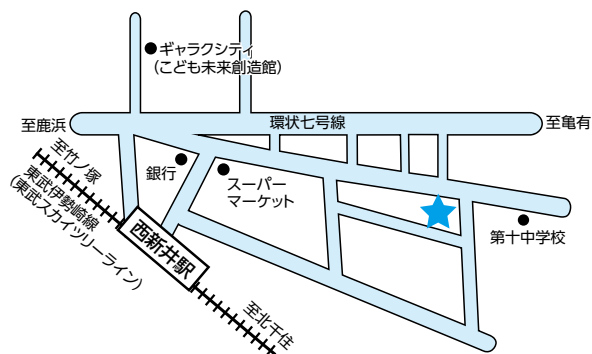 ギャラクシティ
(こども未来創造館)
環状七号線
至鹿浜
至亀有
至竹ノ塚
東武伊勢崎線
(東武スカイツリーライン)
銀行
スーパー
マーケット
西新井駅
第十中学校
至北千住